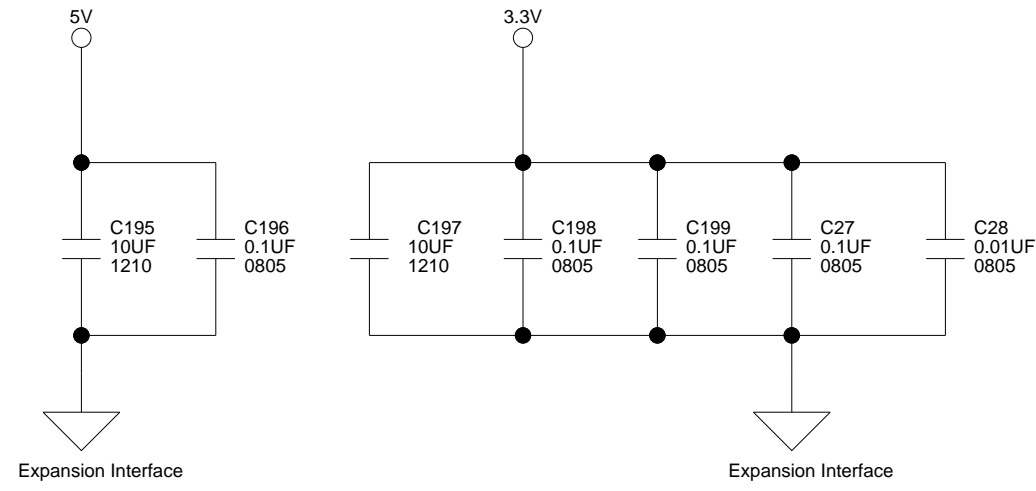 5V
3.3V
C195
10UF
1210
C196
0.1UF
0805
C197
10UF
1210
C198
0.1UF
0805
C199
0.1UF
0805
C27
0.1UF
0805
C28
0.01UF
0805
Expansion Interface
Expansion Interface